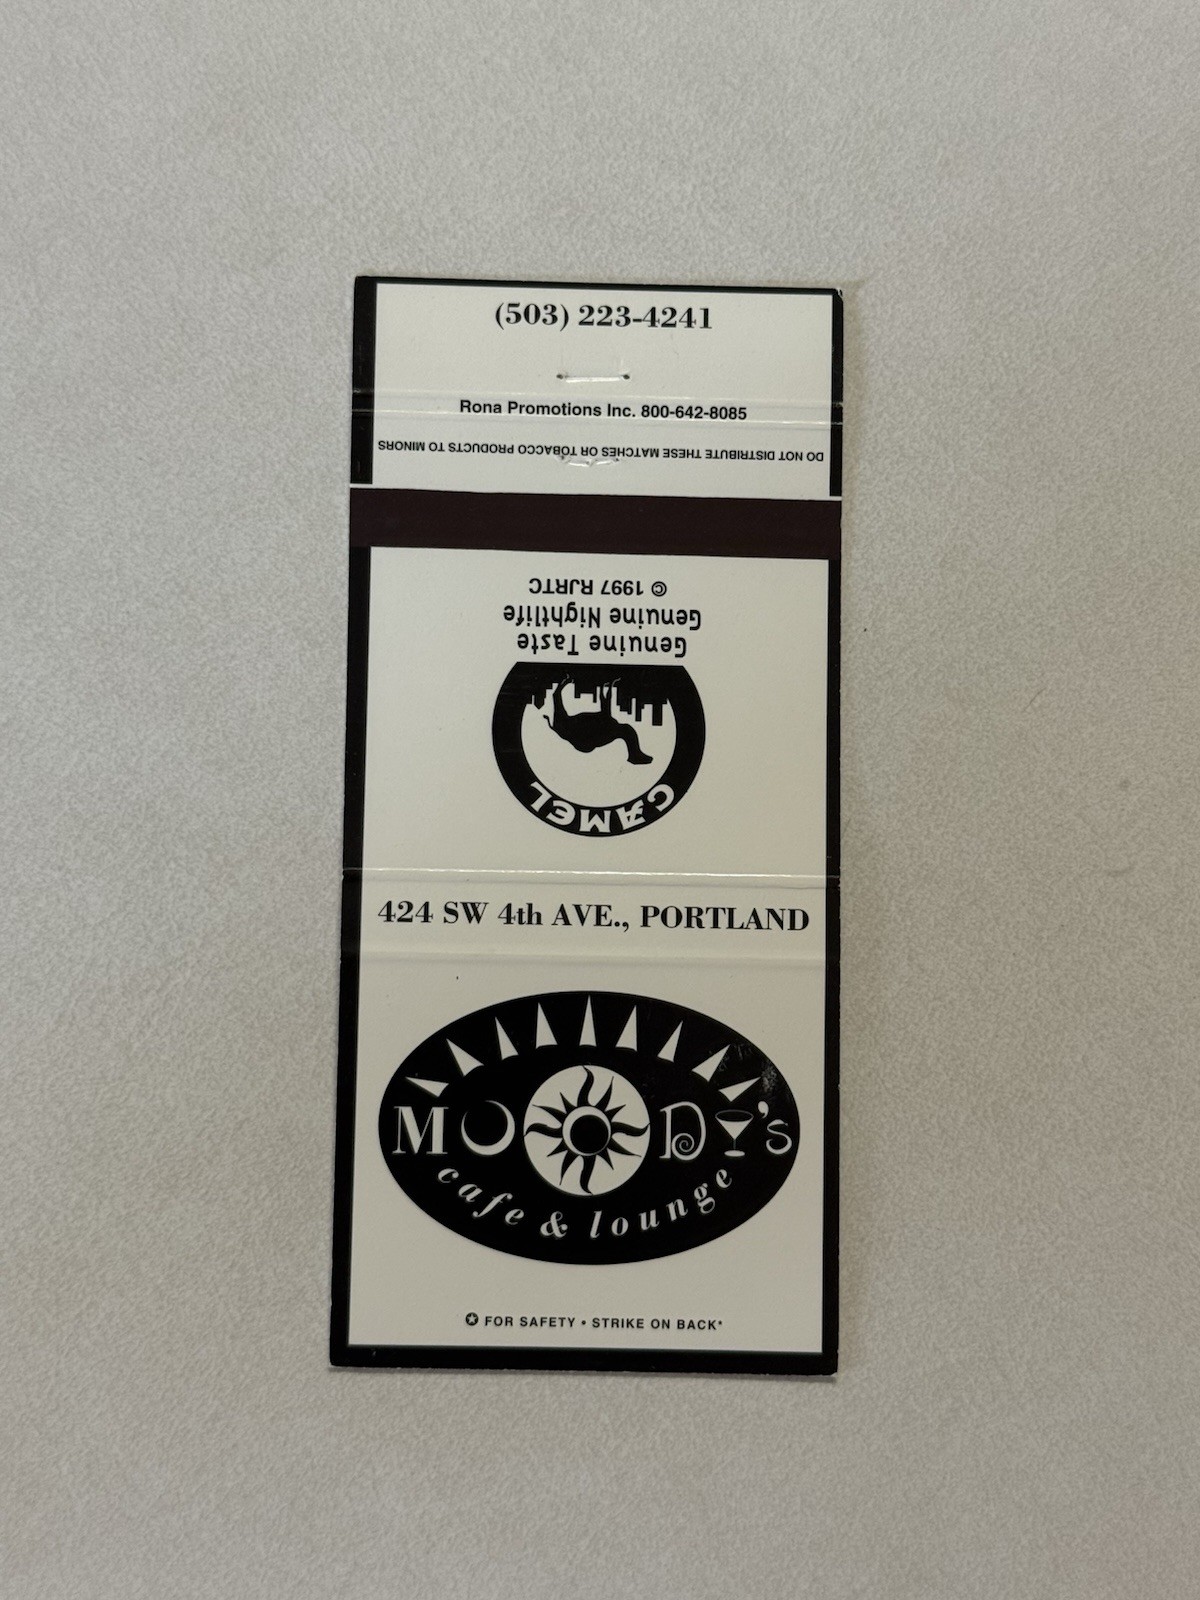 (503) 223-4241
Rona Promotions Inc. 800-642-8085
DO NOT DISTRIBUTE THESE MATCHES OR TOBACCO PRODUCTS TO MINORS
CAMEL
Genuine Taste
Genuine Nightlife
© 1997 RJRTC
424 SW 4th AVE., PORTLAND
MOODY's
cafe & lounge
FOR SAFETY • STRIKE ON BACK*